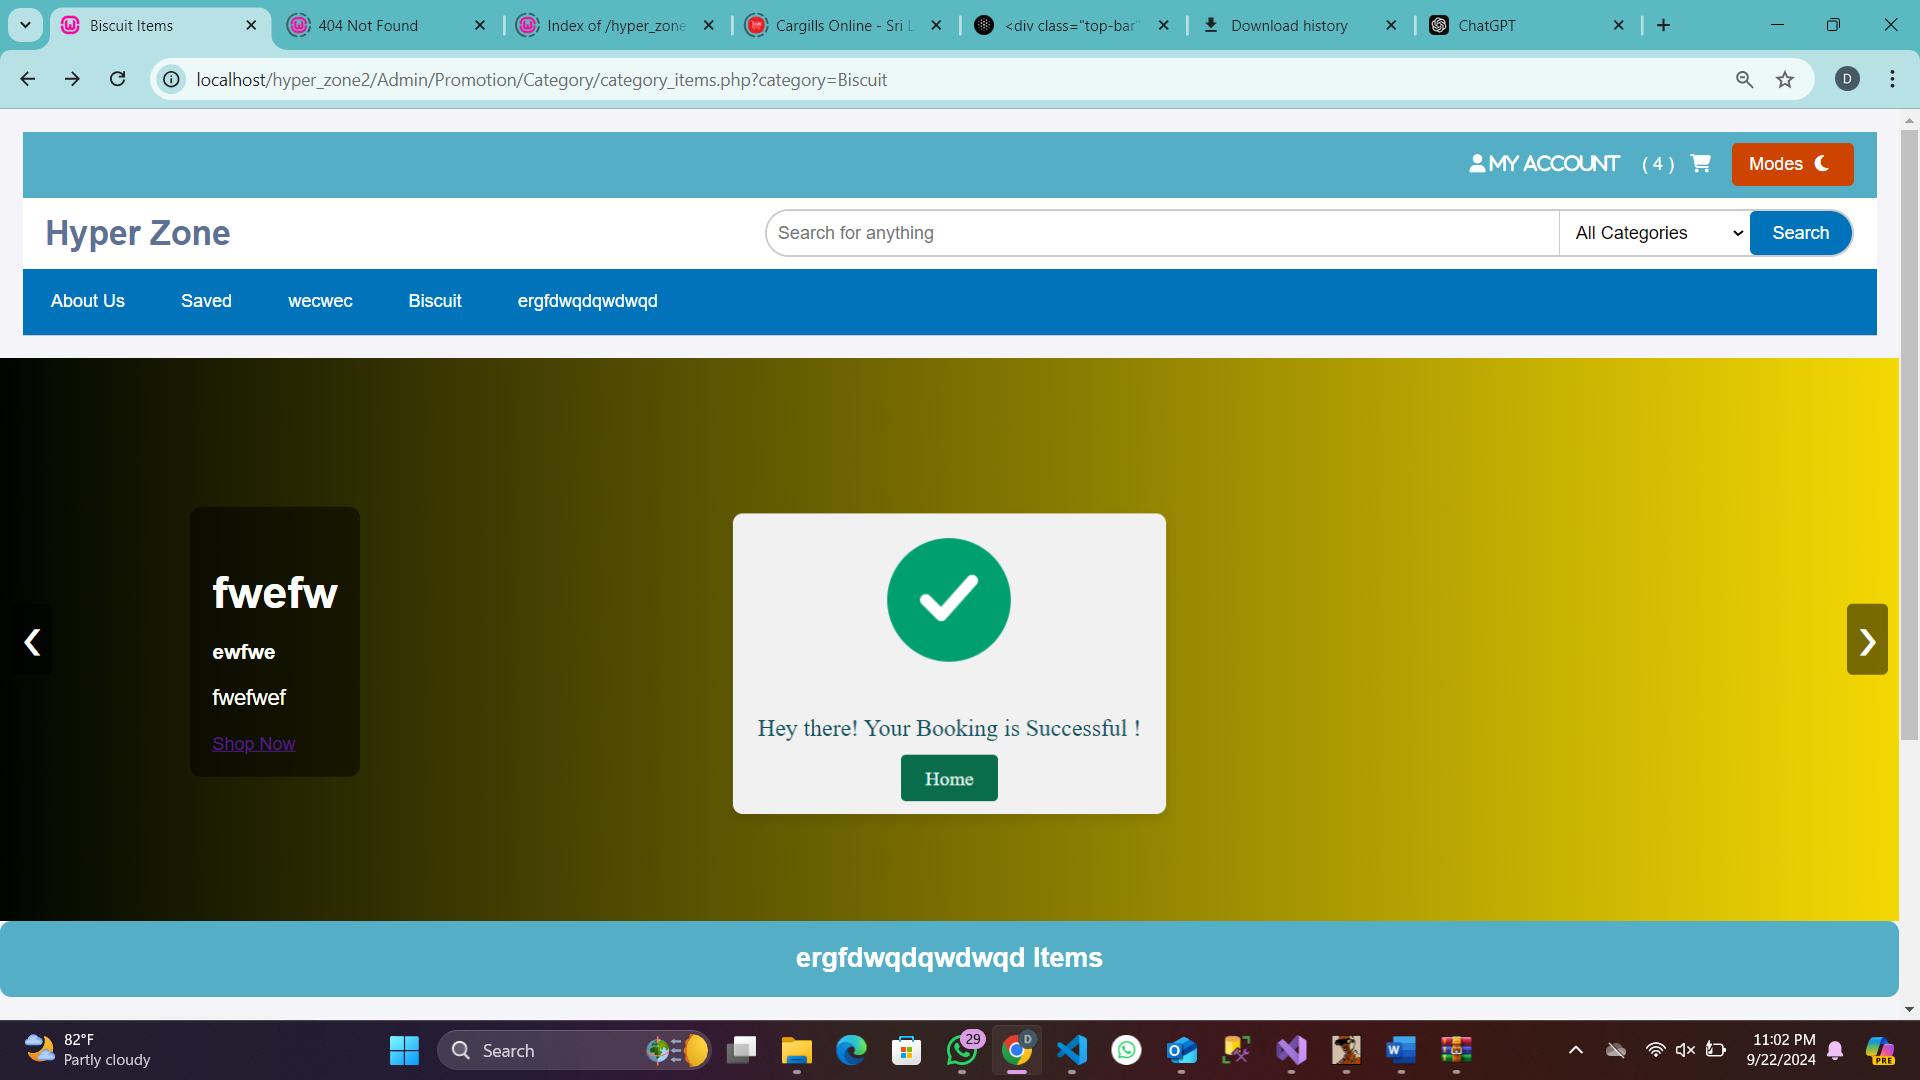 Biscuit Items
404 Not Found
Index of /hyper_zone
Cargills Online - Sri L
<div class="top-bar"
Download history
ChatGPT
localhost/hyper_zone2/Admin/Promotion/Category/category_items.php?category=Biscuit
D
MY ACCOUNT ( 4 ) Modes
Hyper Zone
Search for anything
All Categories
Search
About Us Saved wecwec Biscuit ergfdwqdqwdwqd
fwefw
ewfwe
fwefwef
Shop Now
❮
❯
Hey there! Your Booking is Successful !
Home
ergfdwqdqwdwqd Items
82°F
Partly cloudy
Search
29
D
11:02 PM
9/22/2024
PRE